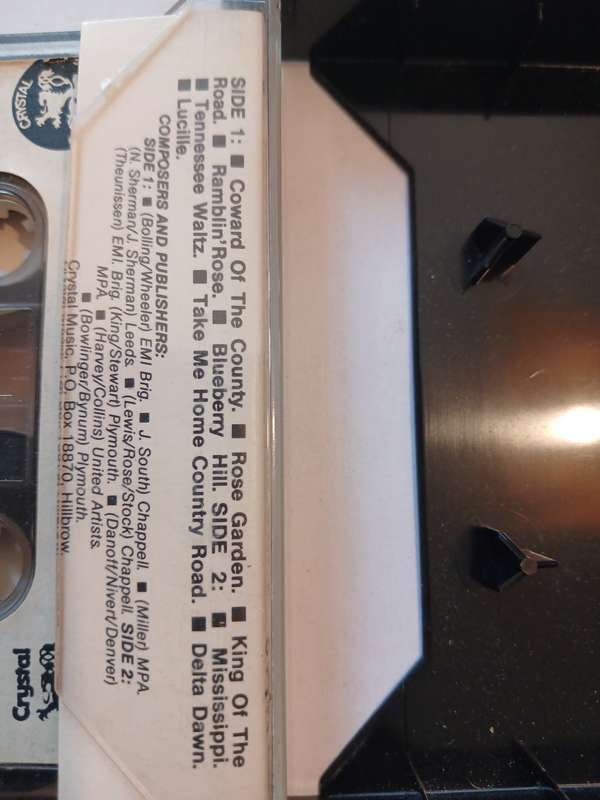 SIDE 1: ■ Coward Of The County. ■ Rose Garden. ■ King Of The
Road. ■ Ramblin'Rose. ■ Blueberry Hill. SIDE 2: ■ Mississippi.
■ Tennessee Waltz. ■ Take Me Home Country Road. ■ Delta Dawn.
■ Lucille.
COMPOSERS AND PUBLISHERS:
SIDE 1: ■ (Bolling/Wheeler) EMI Brig. ■ J. South) Chappell. ■ (Miller) MPA.
(N. Sherman/J. Sherman) Leeds. ■ (Lewis/Rose/Stock) Chappell. SIDE 2:
(Theunissen) EMI. Brig. (King/Stewart) Plymouth. ■ (Danoff/Nivert/Denver)
MPA. ■ (Harvey/Collins) United Artists.
■ (Bowlinger/Bynum) Plymouth.
Crystal Music, P.O. Box 18870, Hillbrow.
CRYSTAL
Crystal